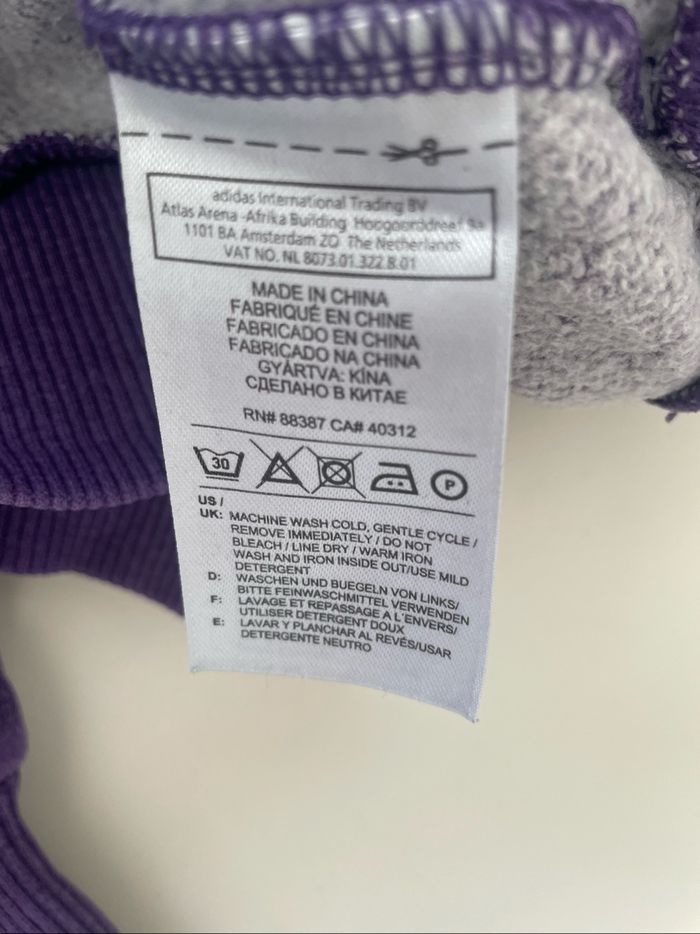 adidas International Trading BV
Atlas Arena -Afrika Building Hoogoorddreef 9a
1101 BA Amsterdam ZO The Netherlands
VAT NO. NL 8073.01.322.B.01
MADE IN CHINA
FABRIQUÉ EN CHINE
FABRICADO EN CHINA
FABRICADO NA CHINA
GYÁRTVA: KÍNA
СДЕЛАНО В КИТАЕ
RN# 88387 CA# 40312
30 P
US /
UK: MACHINE WASH COLD, GENTLE CYCLE /
REMOVE IMMEDIATELY / DO NOT
BLEACH / LINE DRY / WARM IRON
WASH AND IRON INSIDE OUT/USE MILD
DETERGENT
D: WASCHEN UND BUEGELN VON LINKS/
BITTE FEINWASCHMITTEL VERWENDEN
F: LAVAGE ET REPASSAGE A L'ENVERS/
UTILISER DETERGENT DOUX
E: LAVAR Y PLANCHAR AL REVÉS/USAR
DETERGENTE NEUTRO